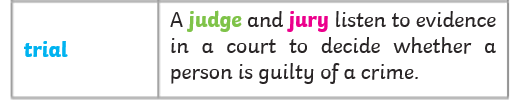 trial
A judge and jury listen to evidence
in a court to decide whether a
person is guilty of a crime.